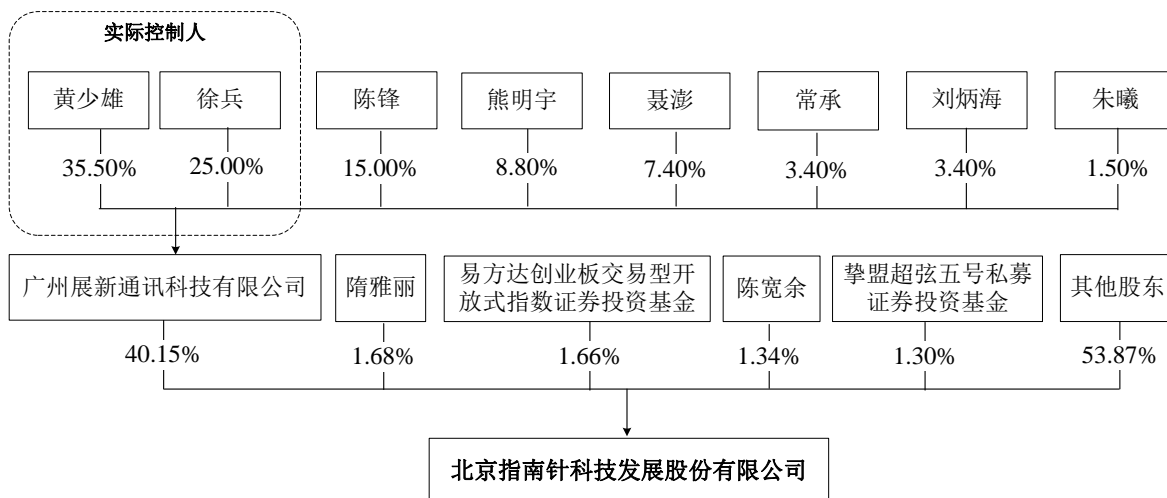 实际控制人
黄少雄 徐兵 陈锋 熊明宇 聂澎 常承 刘炳海 朱曦
35.50% 25.00% 15.00% 8.80% 7.40% 3.40% 3.40% 1.50%
广州展新通讯科技有限公司 隋雅丽 易方达创业板交易型开 陈宽余 挚盟超弦五号私募 其他股东
放式指数证券投资基金 证券投资基金
40.15% 1.68% 1.66% 1.34% 1.30% 53.87%
北京指南针科技发展股份有限公司